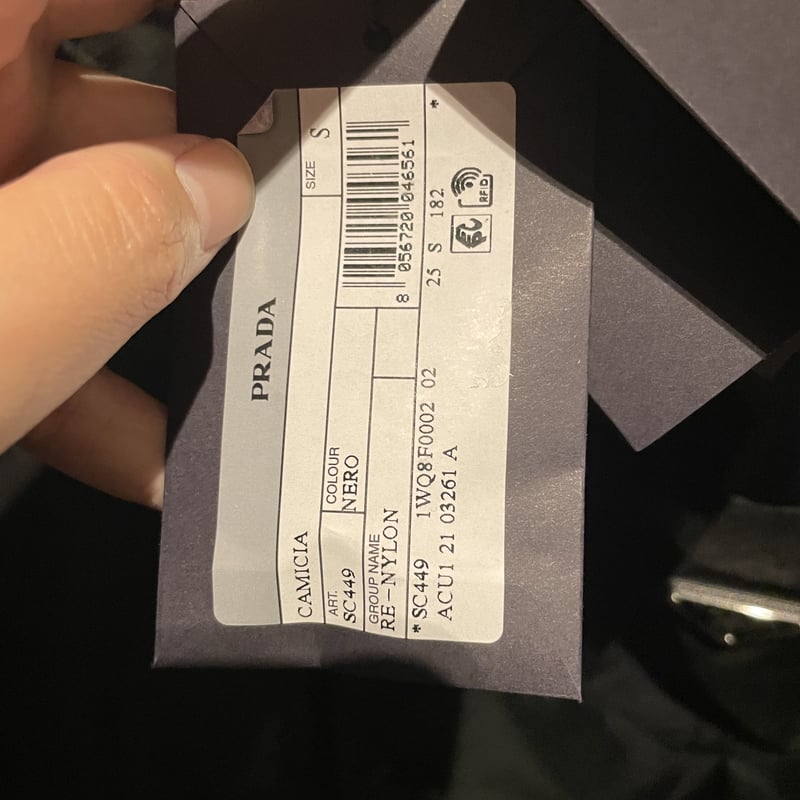 PRADA
CAMICIA
SIZE
S
ART.
SC449
COLOUR
NERO
8 056720 046561
GROUP NAME
RE-NYLON
*SC449 1WQ8F0002 02 25 S 182 *
ACU1 21 03261 A
RFID